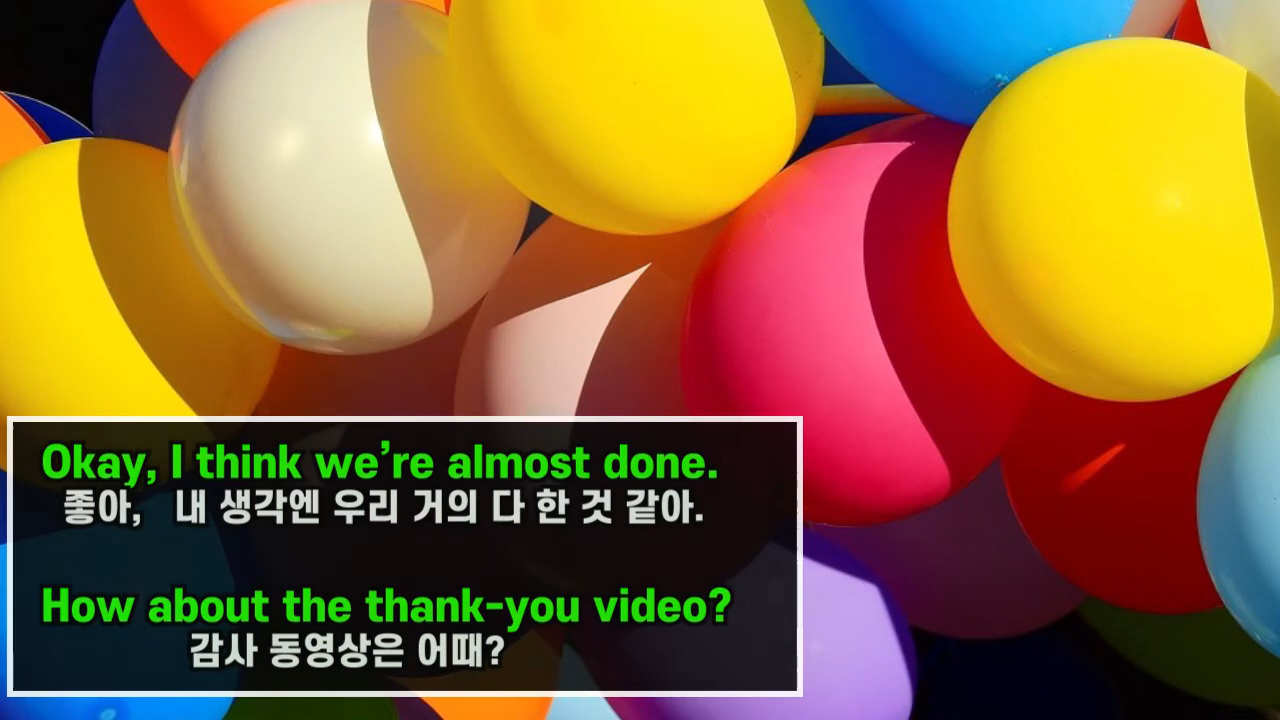 Okay, I think we're almost done.
좋아, 내 생각엔 우리 거의 다 한 것 같아.
How about the thank-you video?
감사 동영상은 어때?